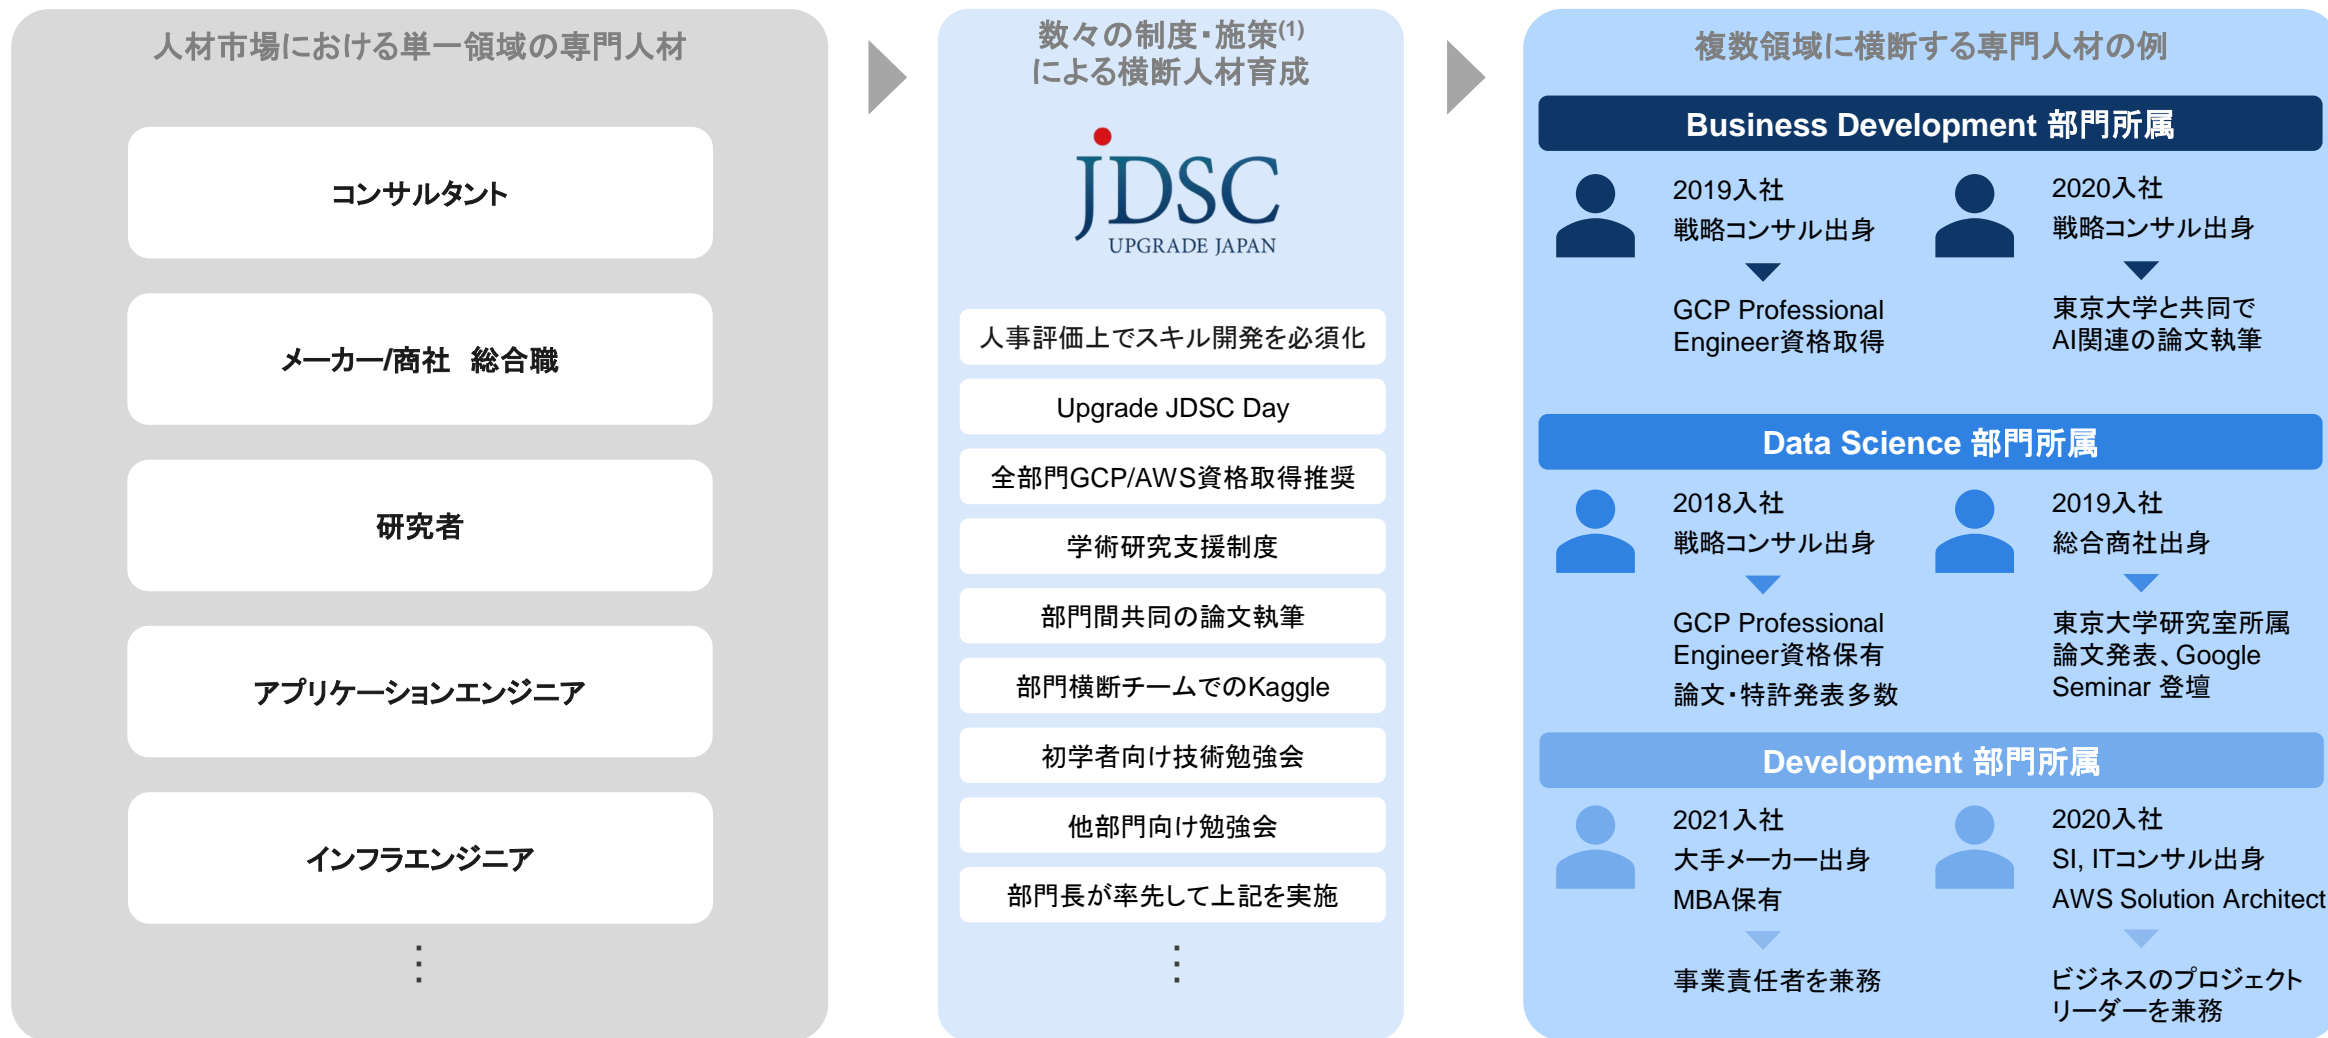 人材市場における単一領域の専門人材
コンサルタント
メーカー/商社　総合職
研究者
アプリケーションエンジニア
インフラエンジニア
⋮
数々の制度・施策(1)
による横断人材育成
JDSC
UPGRADE JAPAN
人事評価上でスキル開発を必須化
Upgrade JDSC Day
全部門GCP/AWS資格取得推奨
学術研究支援制度
部門間共同の論文執筆
部門横断チームでのKaggle
初学者向け技術勉強会
他部門向け勉強会
部門長が率先して上記を実施
⋮
複数領域に横断する専門人材の例
Business Development 部門所属
2019入社
戦略コンサル出身
GCP Professional
Engineer資格取得
2020入社
戦略コンサル出身
東京大学と共同で
AI関連の論文執筆
Data Science 部門所属
2018入社
戦略コンサル出身
GCP Professional
Engineer資格保有
論文・特許発表多数
2019入社
総合商社出身
東京大学研究室所属
論文発表、Google
Seminar 登壇
Development 部門所属
2021入社
大手メーカー出身
MBA保有
事業責任者を兼務
2020入社
SI, ITコンサル出身
AWS Solution Architect
ビジネスのプロジェクト
リーダーを兼務